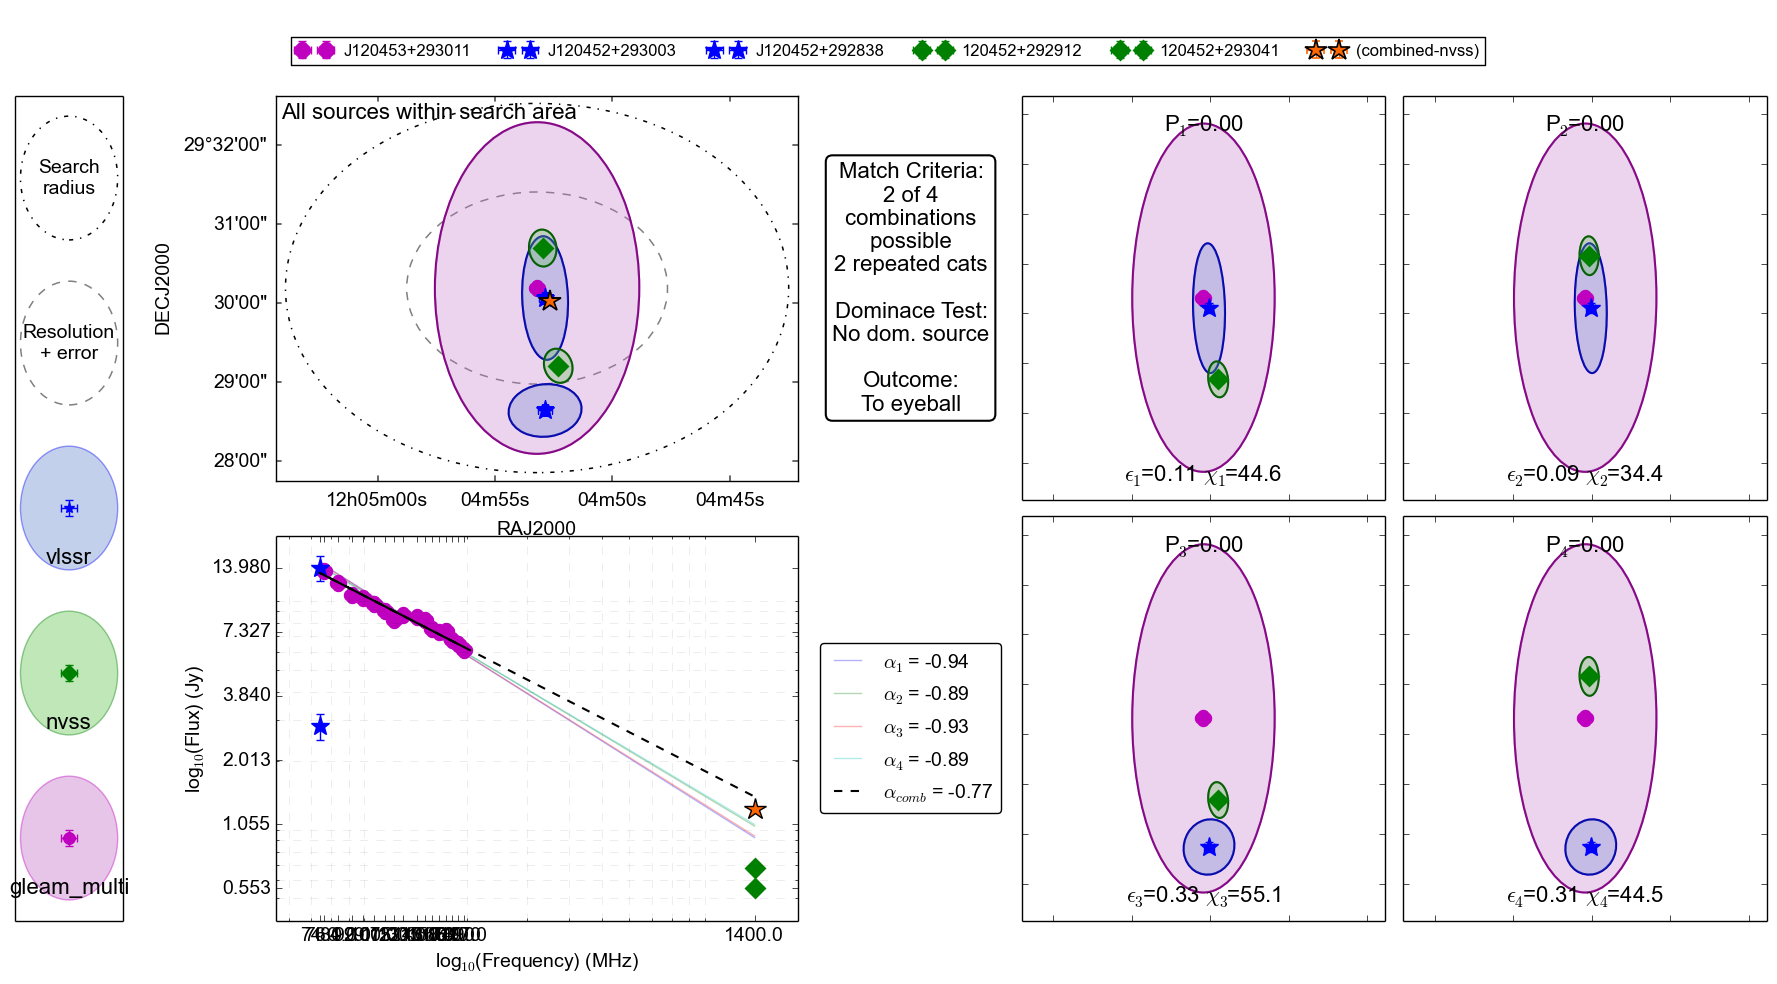 J120453+293011 J120452+293003 J120452+292838 120452+292912 120452+293041 (combined-nvss)
Search
radius
Resolution
+ error
vlssr
nvss
gleam_multi
All sources within search area
29°32'00"
31'00"
30'00"
29'00"
28'00"
DECJ2000
12h05m00s 04m55s 04m50s 04m45s
RAJ2000
Match Criteria:
2 of 4
combinations
possible
2 repeated cats
Dominace Test:
No dom. source
Outcome:
To eyeball
P1=0.00
ϵ1=0.11 χ1=44.6
P2=0.00
ϵ2=0.09 χ2=34.4
13.980
7.327
3.840
2.013
1.055
0.553
log10(Flux) (Jy)
1400.0
log10(Frequency) (MHz)
α1 = -0.94
α2 = -0.89
α3 = -0.93
α4 = -0.89
αcomb = -0.77
P3=0.00
ϵ3=0.33 χ3=55.1
P4=0.00
ϵ4=0.31 χ4=44.5